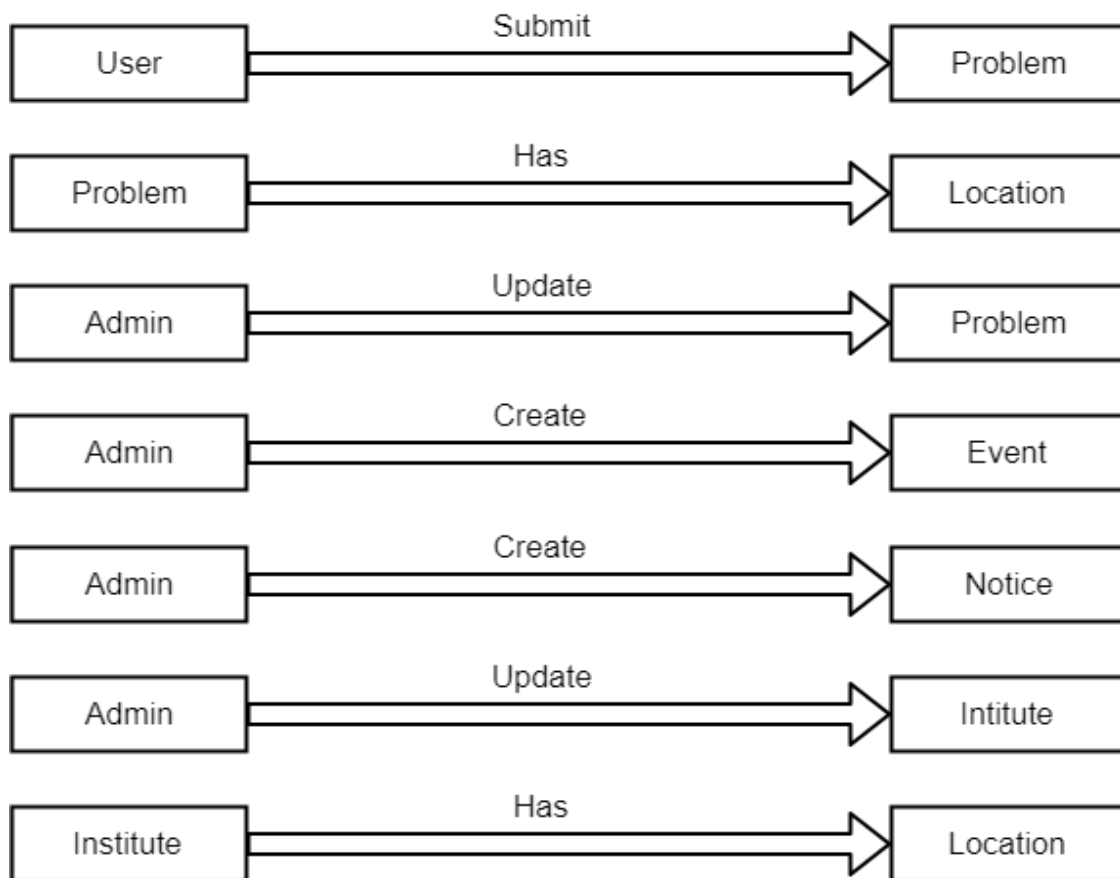 Submit
User Problem
Has
Problem Location
Update
Admin Problem
Create
Admin Event
Create
Admin Notice
Update
Admin Intitute
Has
Institute Location